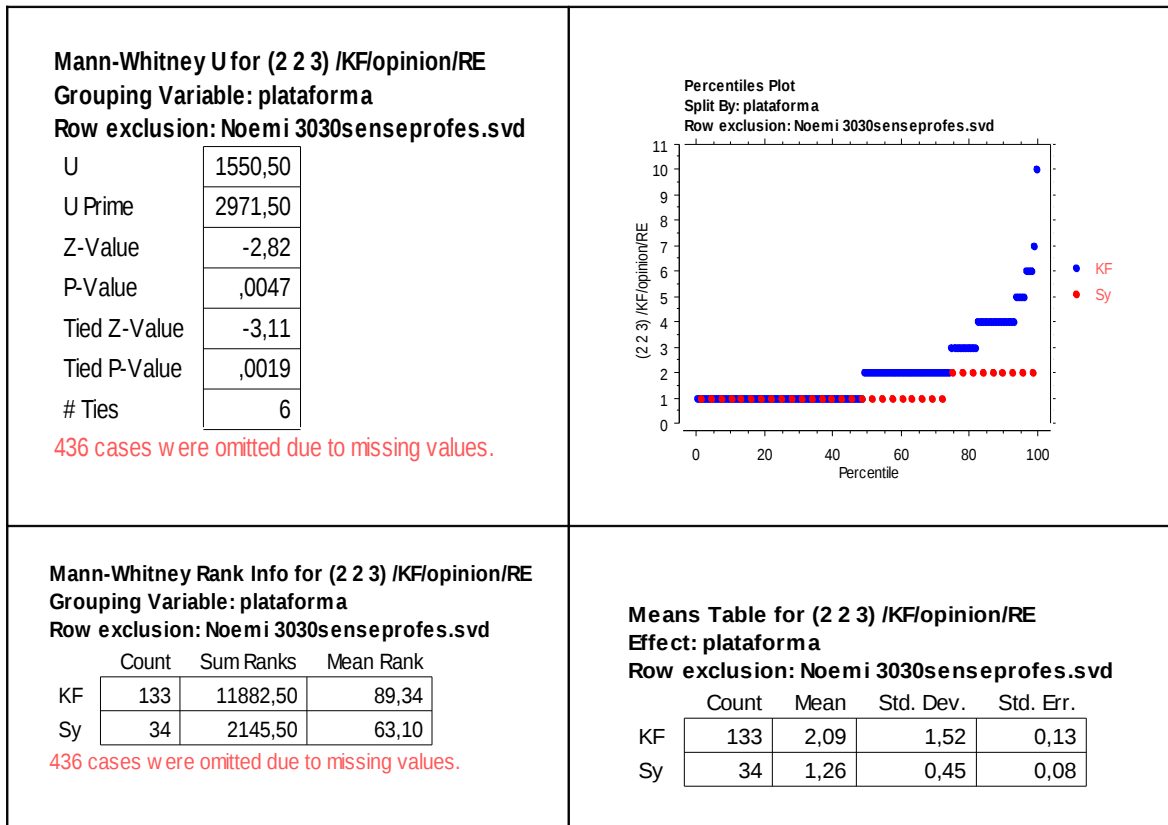 Mann-Whitney U for (2 2 3) /KF/opinion/RE
Grouping Variable: plataforma
Row exclusion: Noemi 3030senseprofes.svd
U 1550,50
U Prime 2971,50
Z-Value -2,82
P-Value ,0047
Tied Z-Value -3,11
Tied P-Value ,0019
# Ties 6
436 cases were omitted due to missing values.
Percentiles Plot
Split By: plataforma
Row exclusion: Noemi 3030senseprofes.svd
11
10
9
8
7
6
5
4
3
2
1
0
(2 2 3) /KF/opinion/RE
0 20 40 60 80 100
Percentile
KF
Sy
Mann-Whitney Rank Info for (2 2 3) /KF/opinion/RE
Grouping Variable: plataforma
Row exclusion: Noemi 3030senseprofes.svd
Count Sum Ranks Mean Rank
KF 133 11882,50 89,34
Sy 34 2145,50 63,10
436 cases were omitted due to missing values.
Means Table for (2 2 3) /KF/opinion/RE
Effect: plataforma
Row exclusion: Noemi 3030senseprofes.svd
Count Mean Std. Dev. Std. Err.
KF 133 2,09 1,52 0,13
Sy 34 1,26 0,45 0,08